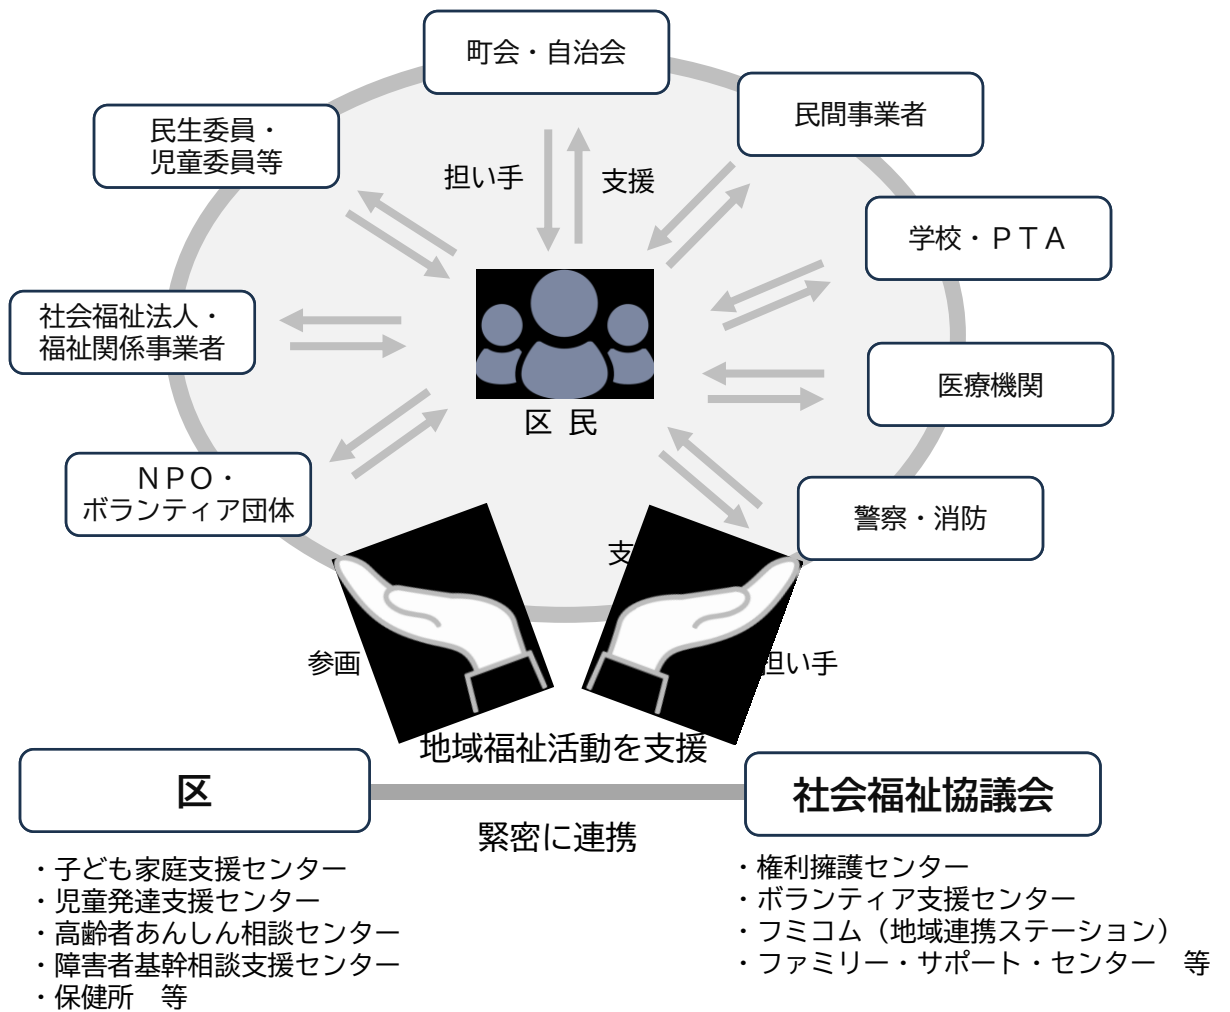 町会・自治会
民間事業者
民生委員・
児童委員等
担い手
支援
学校・ＰＴＡ
社会福祉法人・
福祉関係事業者
医療機関
区 民
ＮＰＯ・
ボランティア団体
警察・消防
支
参画
担い手
地域福祉活動を支援
区
社会福祉協議会
緊密に連携
・子ども家庭支援センター
・児童発達支援センター
・高齢者あんしん相談センター
・障害者基幹相談支援センター
・保健所　等
・権利擁護センター
・ボランティア支援センター
・フミコム（地域連携ステーション）
・ファミリー・サポート・センター　等